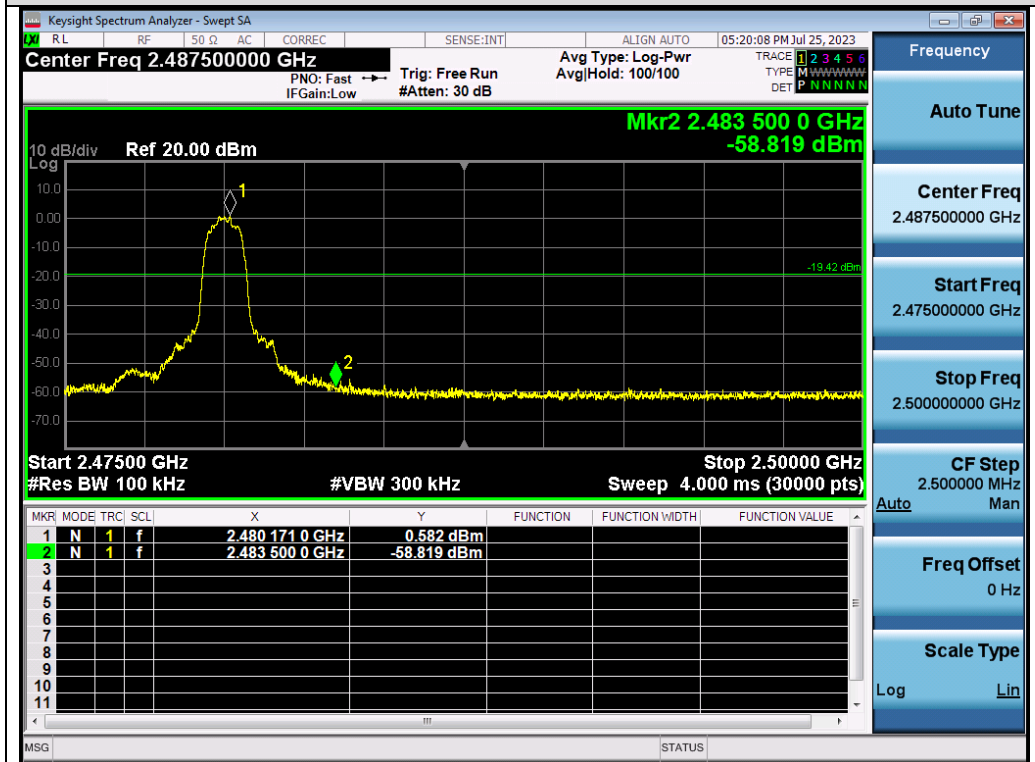 Keysight Spectrum Analyzer - Swept SA
LXI RL RF 50 Ω AC CORREC SENSE:INT ALIGN AUTO 05:20:08 PM Jul 25, 2023
Center Freq 2.487500000 GHz
PNO: Fast
IFGain:Low
Trig: Free Run
#Atten: 30 dB
Avg Type: Log-Pwr
Avg|Hold: 100/100
TRACE 1 2 3 4 5 6
TYPE M WWWWW
DET P N N N N N
Mkr2 2.483 500 0 GHz
-58.819 dBm
10 dB/div Ref 20.00 dBm
Log
10.0
0.00
-10.0
-20.0
-30.0
-40.0
-50.0
-60.0
-70.0
1
-19.42 dBm
2
Start 2.47500 GHz Stop 2.50000 GHz
#Res BW 100 kHz #VBW 300 kHz Sweep 4.000 ms (30000 pts)
MKR MODE TRC SCL X Y FUNCTION FUNCTION WIDTH FUNCTION VALUE
1 N 1 f 2.480 171 0 GHz 0.582 dBm
2 N 1 f 2.483 500 0 GHz -58.819 dBm
3
4
5
6
7
8
9
10
11
MSG STATUS
Frequency
Auto Tune
Center Freq
2.487500000 GHz
Start Freq
2.475000000 GHz
Stop Freq
2.500000000 GHz
CF Step
2.500000 MHz
Auto Man
Freq Offset
0 Hz
Scale Type
Log Lin